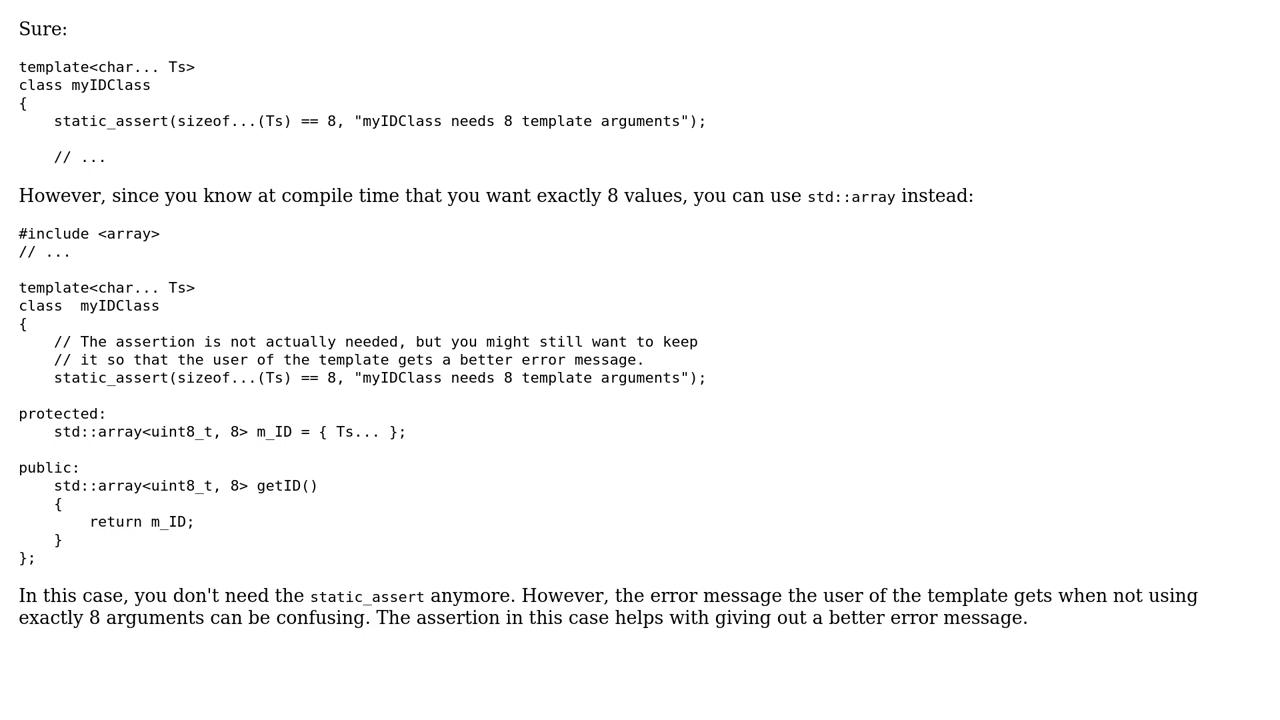 Sure:
template<char... Ts>
class myIDClass
{
    static_assert(sizeof...(Ts) == 8, "myIDClass needs 8 template arguments");

    // ...
However, since you know at compile time that you want exactly 8 values, you can use std::array instead:
#include <array>
// ...

template<char... Ts>
class  myIDClass
{
    // The assertion is not actually needed, but you might still want to keep
    // it so that the user of the template gets a better error message.
    static_assert(sizeof...(Ts) == 8, "myIDClass needs 8 template arguments");

protected:
    std::array<uint8_t, 8> m_ID = { Ts... };

public:
    std::array<uint8_t, 8> getID()
    {
        return m_ID;
    }
};
In this case, you don't need the static_assert anymore. However, the error message the user of the template gets when not using
exactly 8 arguments can be confusing. The assertion in this case helps with giving out a better error message.